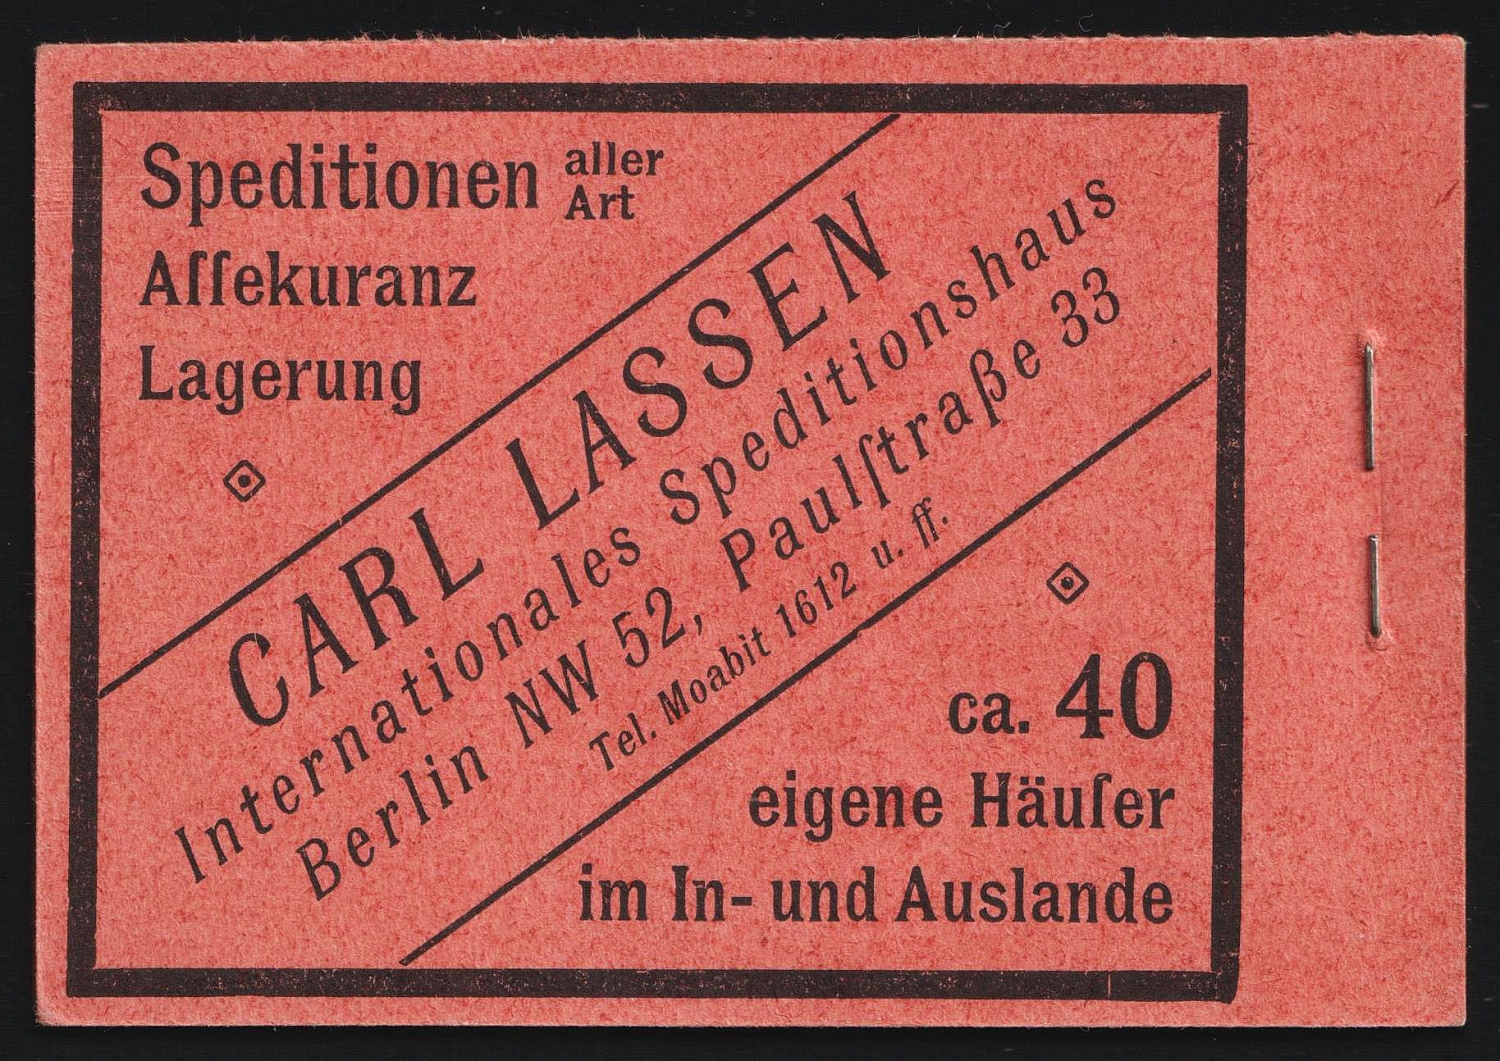 Speditionen aller Art
Aſſekuranz
Lagerung
CARL LASSEN
Internationales Speditionshaus
Berlin NW 52, Paulſtraße 33
Tel. Moabit 1612 u. ff.
ca. 40
eigene Häuſer
im In- und Auslande